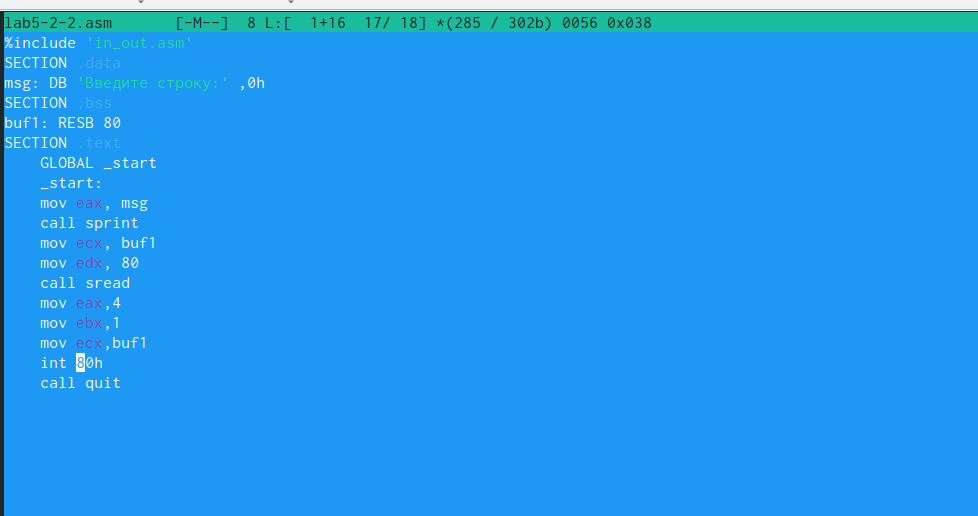 lab5-2-2.asm [-M--] 8 L:[ 1+16 17/ 18] *(285 / 302b) 0056 0x038
%include 'in_out.asm'
SECTION .data
msg: DB 'Введите строку:' ,0h
SECTION .bss
buf1: RESB 80
SECTION .text
GLOBAL _start
_start:
mov eax, msg
call sprint
mov ecx, buf1
mov edx, 80
call sread
mov eax,4
mov ebx,1
mov ecx,buf1
int 80h
call quit